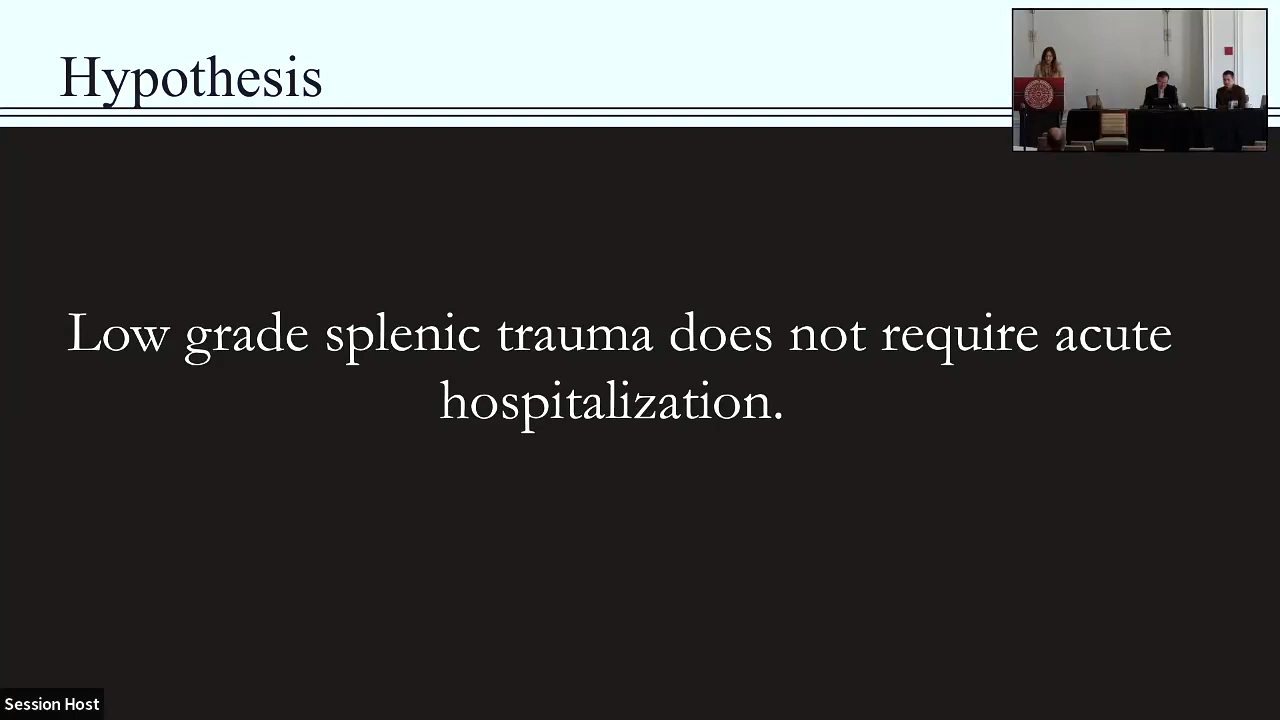 Hypothesis
Low grade splenic trauma does not require acute
hospitalization.
Session Host